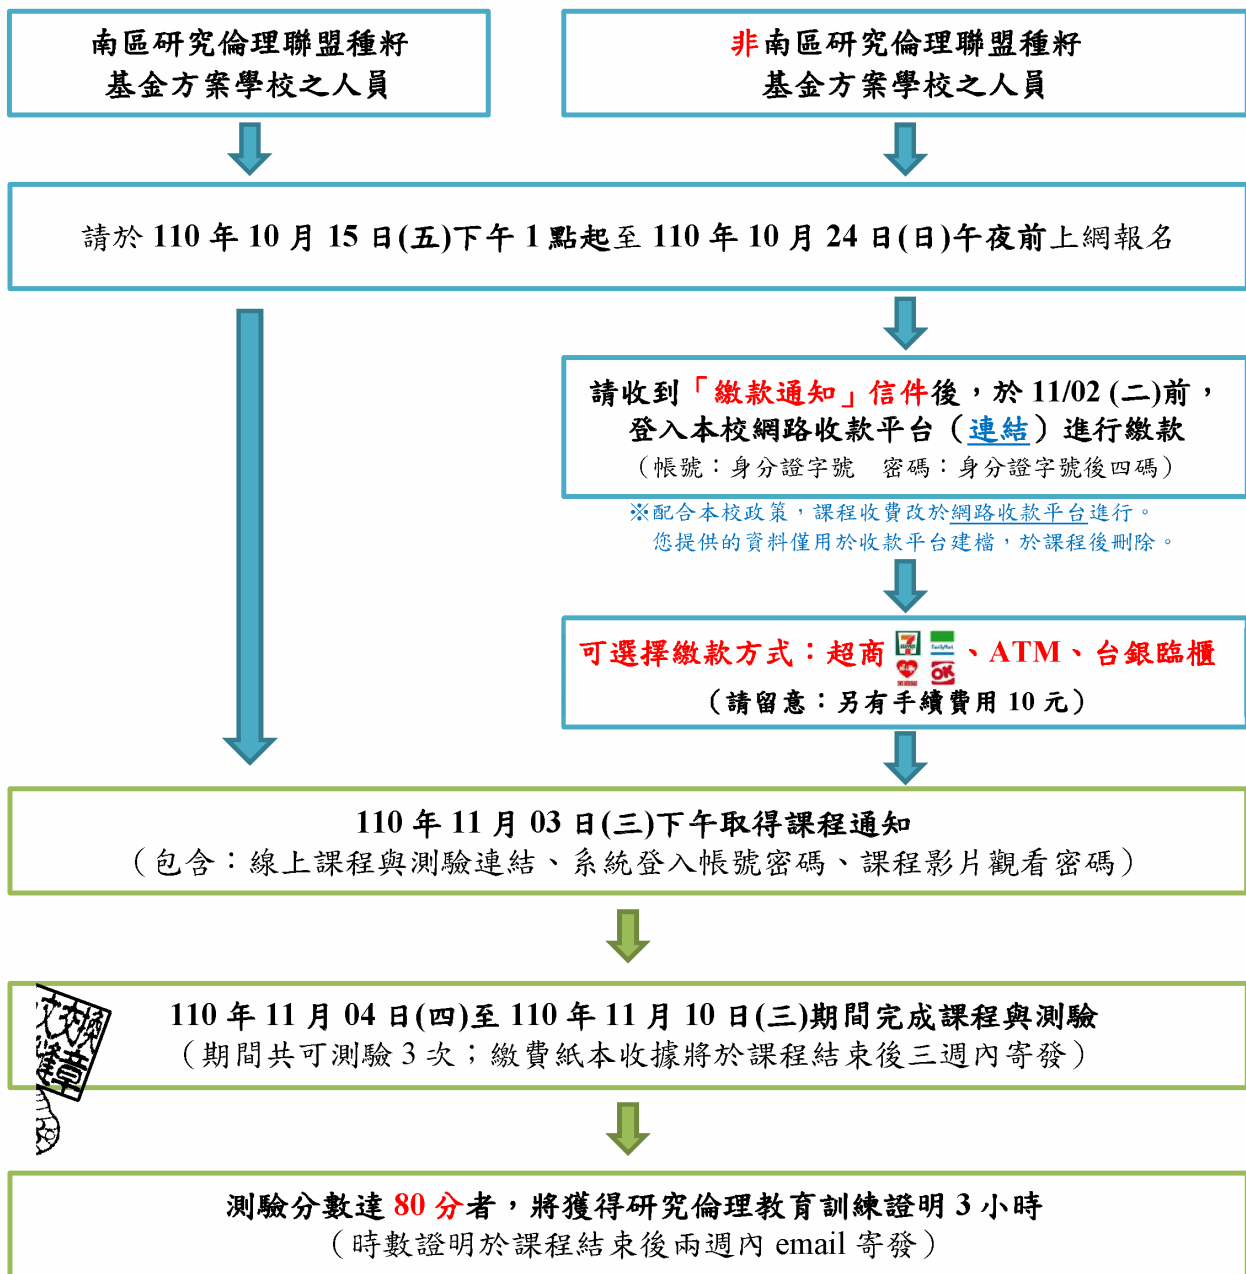 南區研究倫理聯盟種籽
基金方案學校之人員
非南區研究倫理聯盟種籽
基金方案學校之人員
請於 110 年 10 月 15 日(五)下午 1 點起至 110 年 10 月 24 日(日)午夜前上網報名
請收到「繳款通知」信件後，於 11/02 (二)前，
登入本校網路收款平台（連結）進行繳款
（帳號：身分證字號　密碼：身分證字號後四碼）
※配合本校政策，課程收費改於網路收款平台進行。
您提供的資料僅用於收款平台建檔，於課程後刪除。
可選擇繳款方式：超商、ATM、台銀臨櫃
FamilyMart
OK
（請留意：另有手續費用 10 元）
110 年 11 月 03 日(三)下午取得課程通知
（包含：線上課程與測驗連結、系統登入帳號密碼、課程影片觀看密碼）
110 年 11 月 04 日(四)至 110 年 11 月 10 日(三)期間完成課程與測驗
（期間共可測驗 3 次；繳費紙本收據將於課程結束後三週內寄發）
文交換
縫章
測驗分數達 80 分者，將獲得研究倫理教育訓練證明 3 小時
（時數證明於課程結束後兩週內 email 寄發）